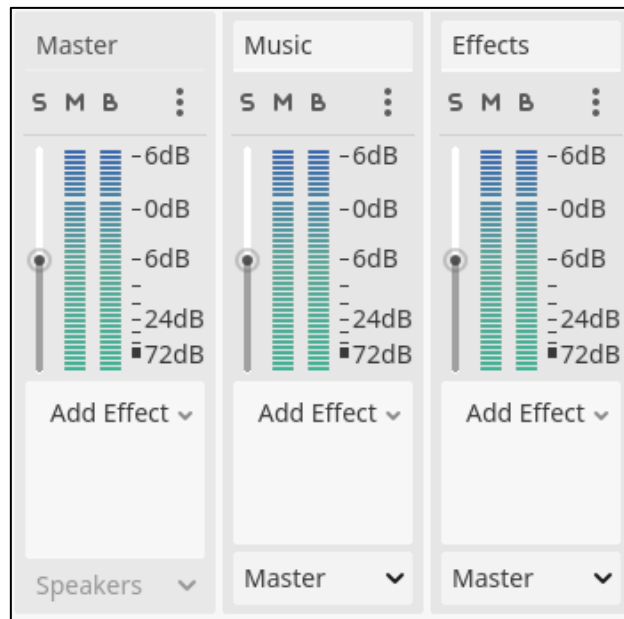 Master
S M B
-6dB
-0dB
-6dB
-24dB
72dB
Add Effect
Speakers
Music
S M B
-6dB
-0dB
-6dB
-24dB
72dB
Add Effect
Master
Effects
S M B
-6dB
-0dB
-6dB
-24dB
72dB
Add Effect
Master